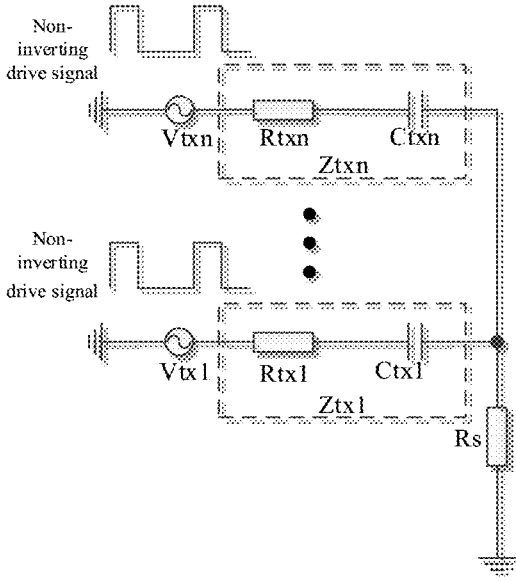 Non-
inverting
drive signal
Vtxn
Rtxn
Ctxn
Ztxn
Non-
inverting
drive signal
Vtx1
Rtx1
Ctx1
Ztx1
Rs